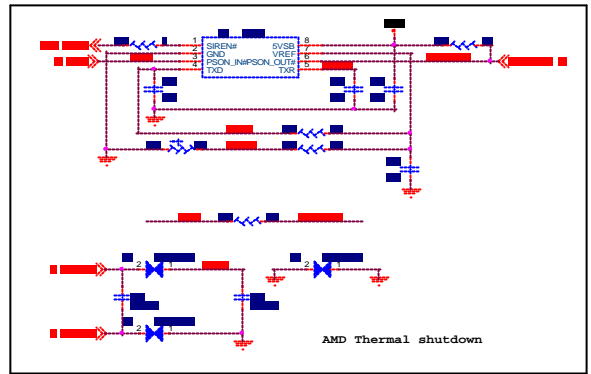 1 SIREN# 5VSB 8
2 GND VREF 7
3 PSON_IN# PSON_OUT# 6
4 TXD TXR 5
2 1 2 1
2 1
AMD Thermal shutdown